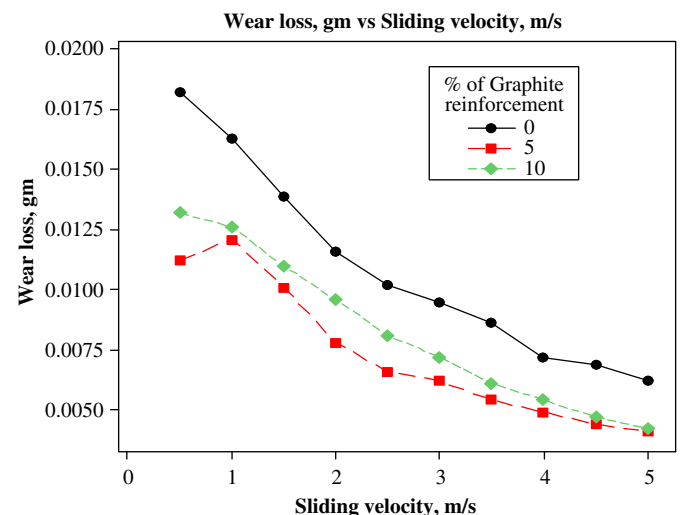 Wear loss, gm vs Sliding velocity, m/s
0.0200
0.0175
0.0150
0.0125
0.0100
0.0075
0.0050
Wear loss, gm
% of Graphite
reinforcement
0
5
10
0 1 2 3 4 5
Sliding velocity, m/s